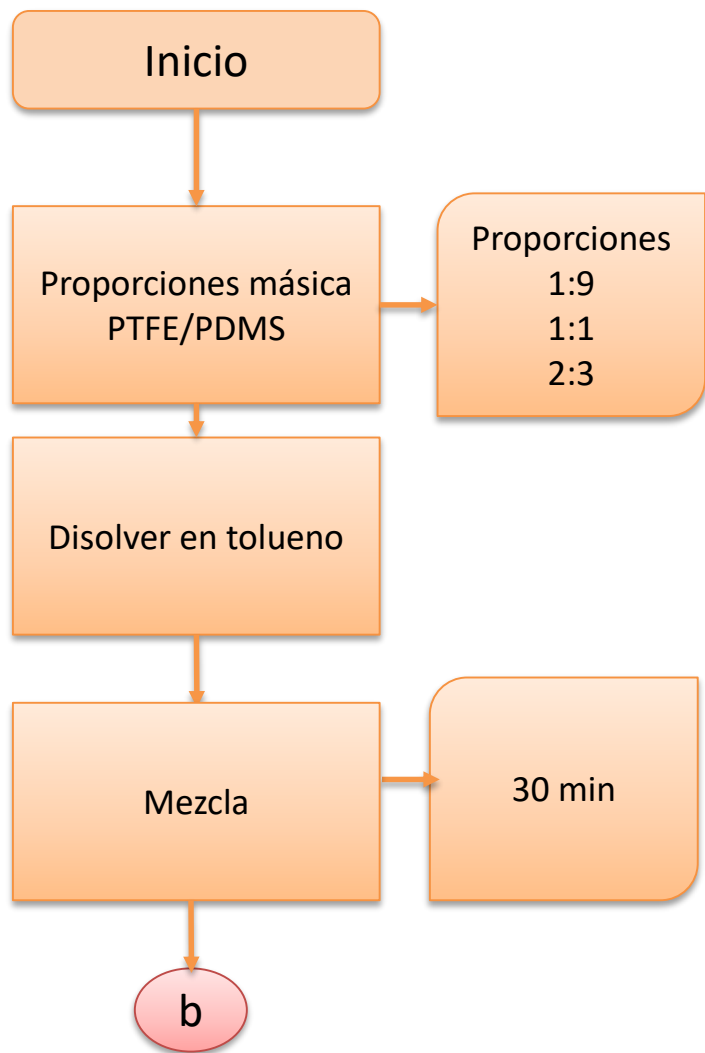 Inicio
Proporciones másica
PTFE/PDMS
Proporciones
1:9
1:1
2:3
Disolver en tolueno
Mezcla
30 min
b